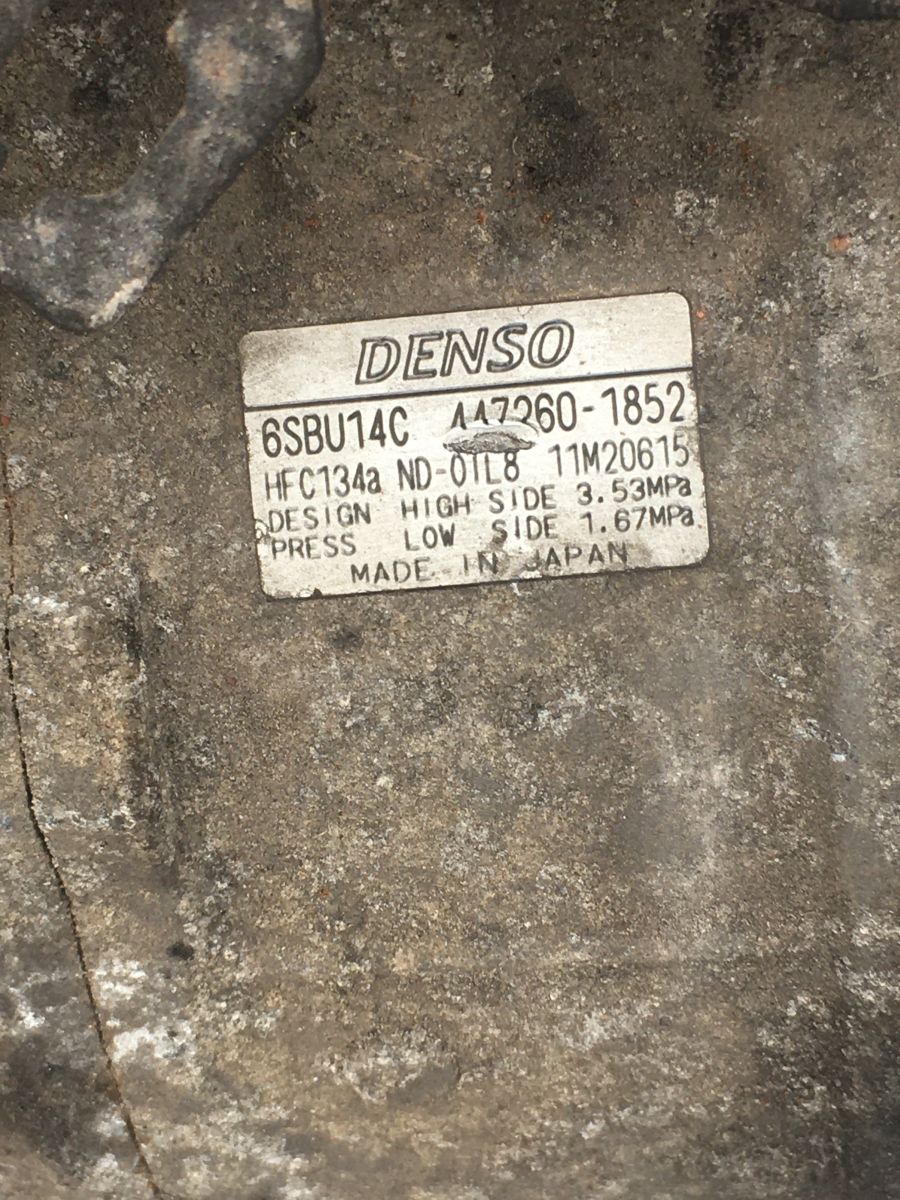 DENSO
6SBU14C 447260-1852
HFC134a ND-OIL8 11M20615
DESIGN HIGH SIDE 3.53MPa
PRESS LOW SIDE 1.67MPa
MADE IN JAPAN